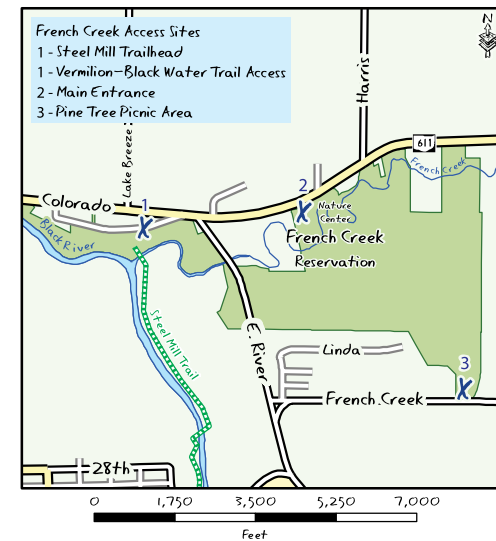 French Creek Access Sites
1 - Steel Mill Trailhead
1 - Vermilion-Black Water Trail Access
2 - Main Entrance
3 - Pine Tree Picnic Area
N
Harris
Lake Breeze
611
French Creek
Colorado
1
2
Nature
Center
Black River
French Creek
Reservation
Steel Mill Trail
E. River
Linda
3
French Creek
28th
0 1,750 3,500 5,250 7,000
Feet